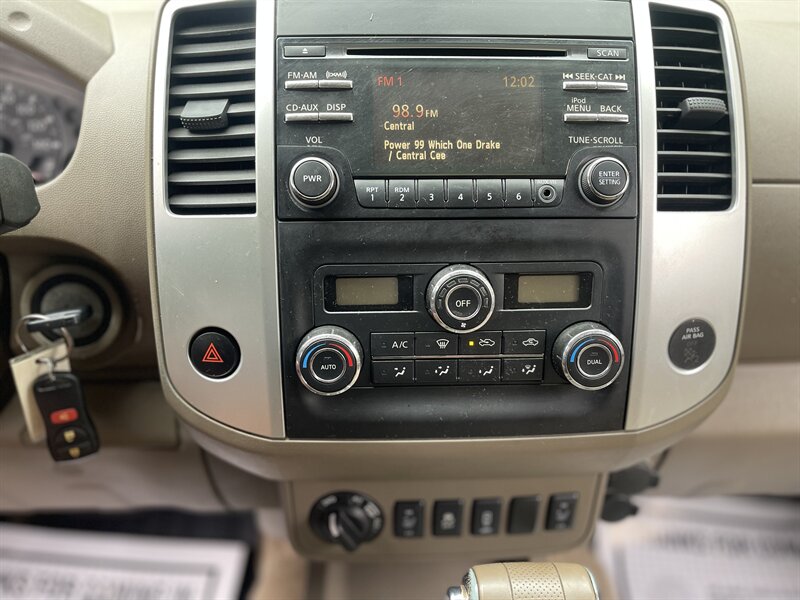 SCAN
FM·AM
CD·AUX DISP
VOL
PWR
FM 1 12:02
98.9FM
Central
Power 99 Which One Drake
/ Central Cee
SEEK·CAT
iPod
MENU BACK
TUNE·SCROLL
ENTER
SETTING
RPT
1
RDM
2
3 4 5 6
AUX
OFF
AUTO
A/C
DUAL
PASS
AIR BAG